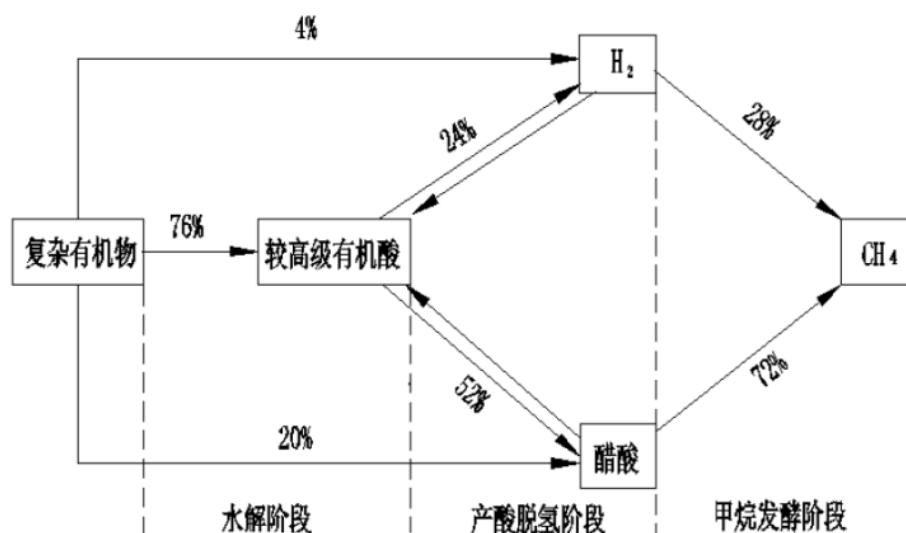 4%
H₂
24%
28%
复杂有机物
76%
较高级有机酸
CH₄
52%
72%
20%
醋酸
水解阶段
产酸脱氢阶段
甲烷发酵阶段